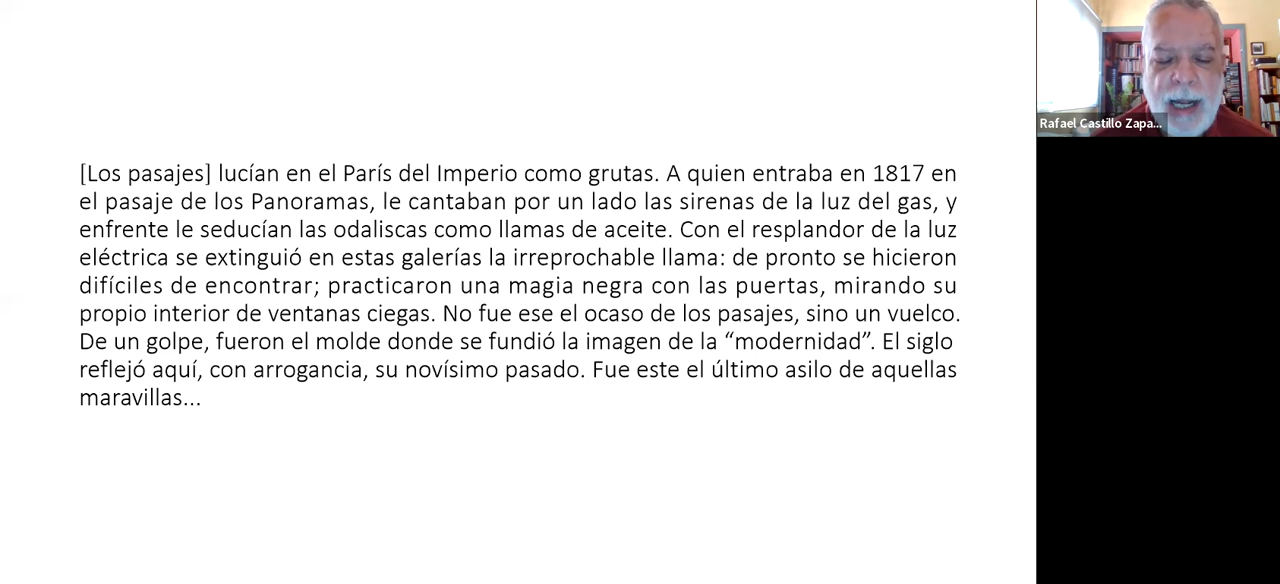 [Los pasajes] lucían en el París del Imperio como grutas. A quien entraba en 1817 en
el pasaje de los Panoramas, le cantaban por un lado las sirenas de la luz del gas, y
enfrente le seducían las odaliscas como llamas de aceite. Con el resplandor de la luz
eléctrica se extinguió en estas galerías la irreprochable llama: de pronto se hicieron
difíciles de encontrar; practicaron una magia negra con las puertas, mirando su
propio interior de ventanas ciegas. No fue ese el ocaso de los pasajes, sino un vuelco.
De un golpe, fueron el molde donde se fundió la imagen de la “modernidad”. El siglo
reflejó aquí, con arrogancia, su novísimo pasado. Fue este el último asilo de aquellas
maravillas...
Rafael Castillo Zapa...